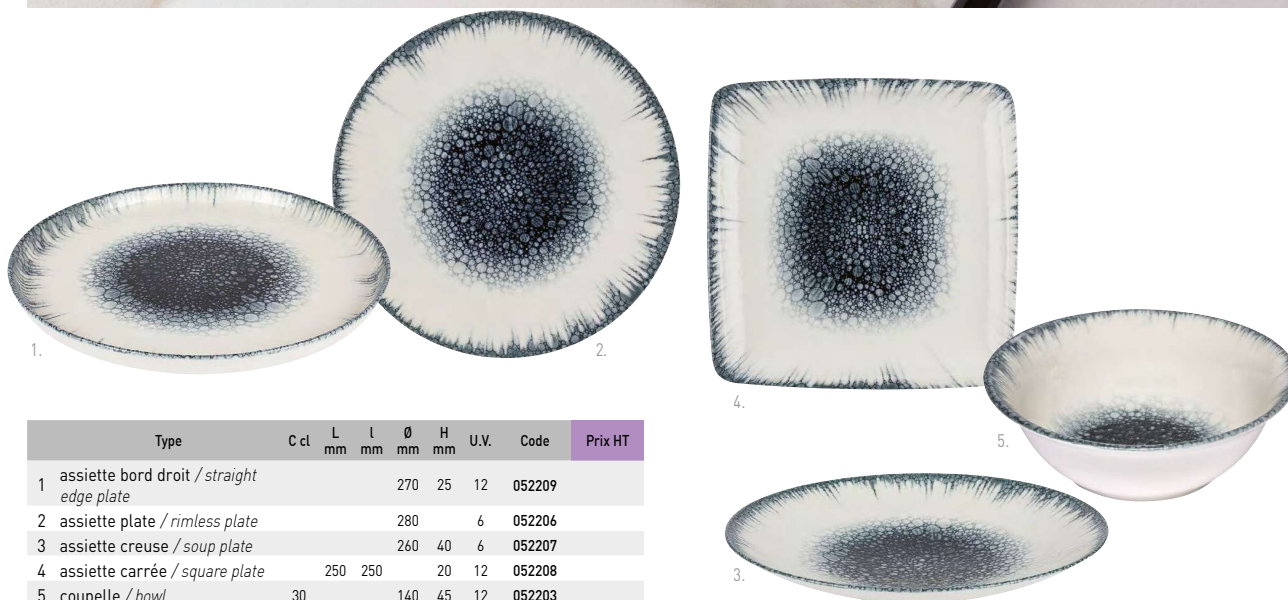 1.
2.
4.
5.
3.
Type C cl L mm l mm Ø mm H mm U.V. Code Prix HT
1 assiette bord droit / straight edge plate 270 25 12 052209
2 assiette plate / rimless plate 280 6 052206
3 assiette creuse / soup plate 260 40 6 052207
4 assiette carrée / square plate 250 250 20 12 052208
5 coupelle / bowl 30 140 45 12 052203